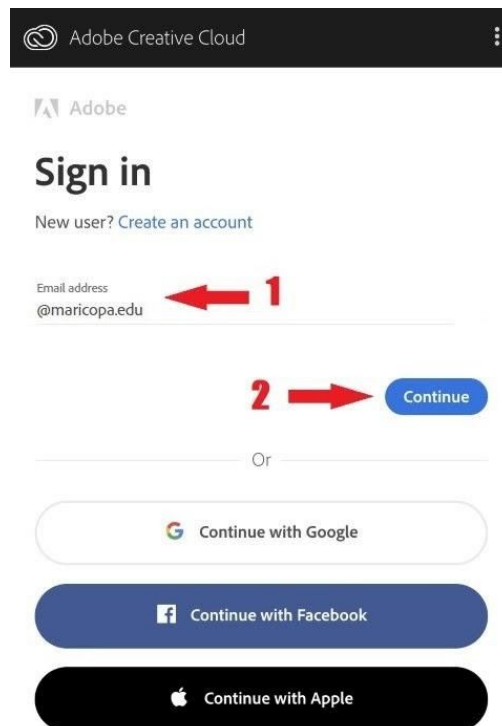 Adobe Creative Cloud
Adobe
Sign in
New user? Create an account
Email address
@maricopa.edu
1
2
Continue
Or
Continue with Google
Continue with Facebook
Continue with Apple